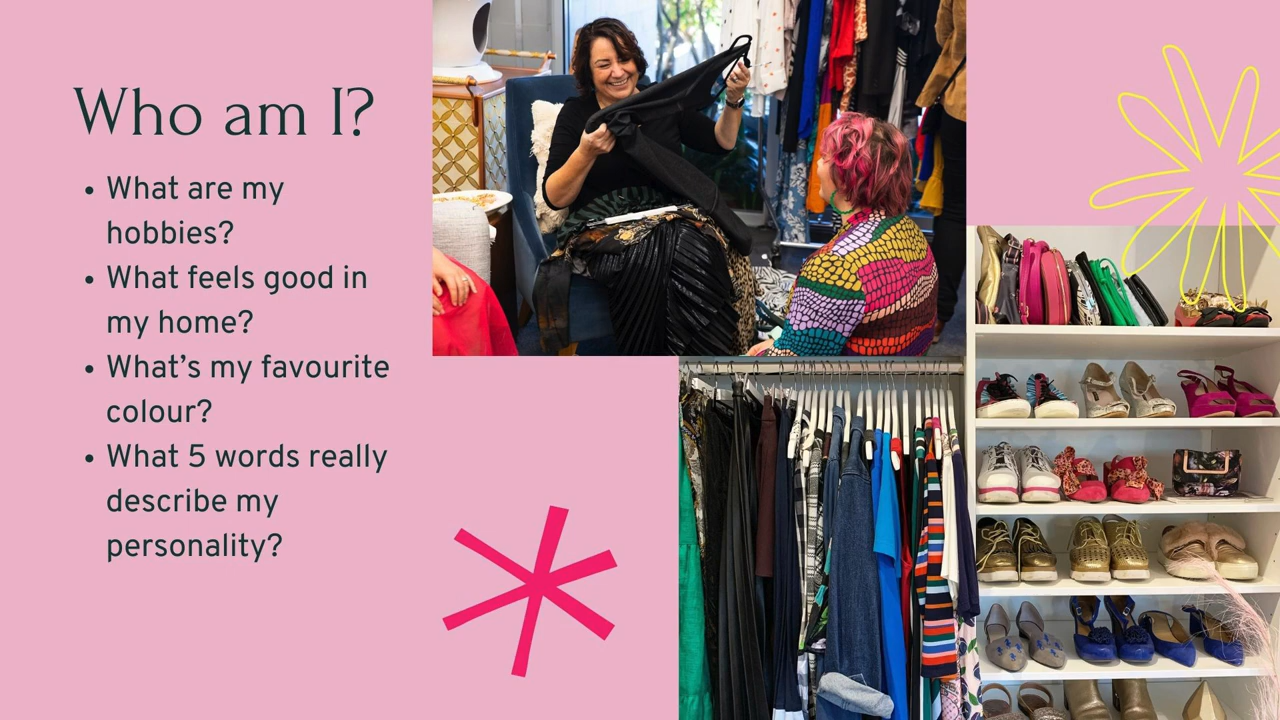 Who am I?
• What are my
hobbies?
• What feels good in
my home?
• What’s my favourite
colour?
• What 5 words really
describe my
personality?